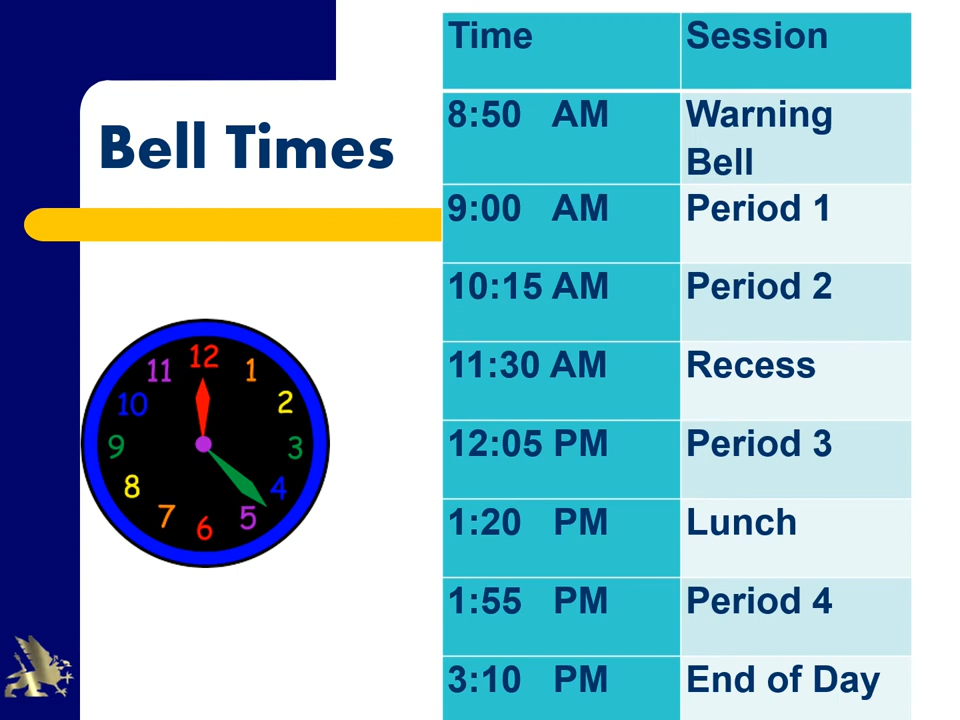 Bell Times
Time Session
8:50 AM Warning
Bell
9:00 AM Period 1
10:15 AM Period 2
11:30 AM Recess
12:05 PM Period 3
1:20 PM Lunch
1:55 PM Period 4
3:10 PM End of Day
12
11 1
10 2
9 3
8 4
7 5
6